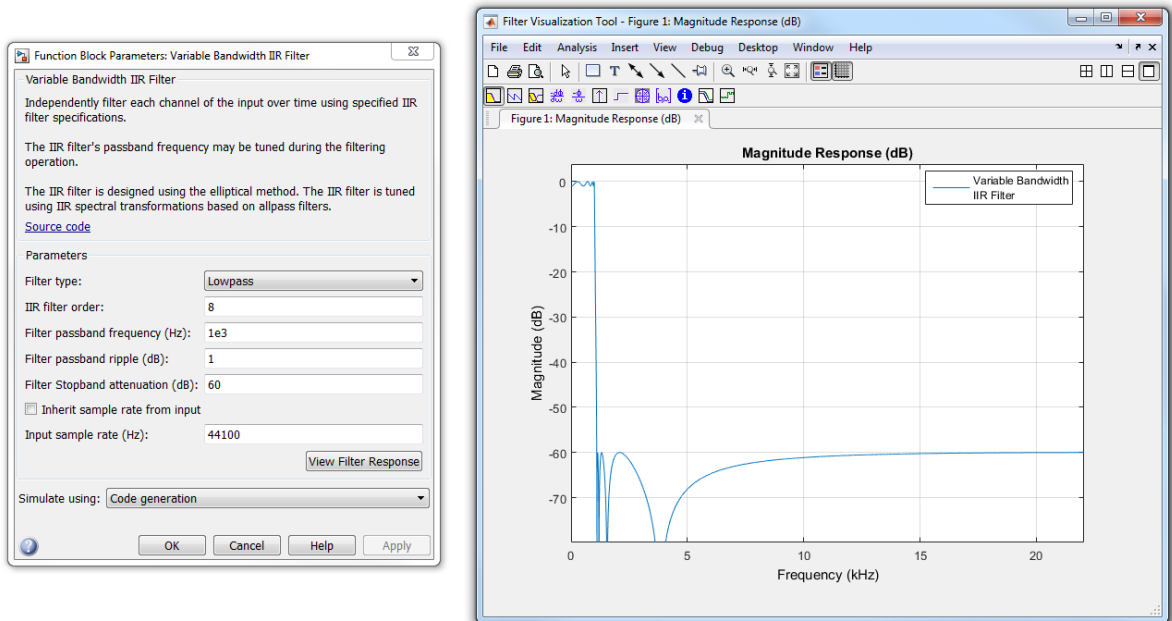 Function Block Parameters: Variable Bandwidth IIR Filter
Variable Bandwidth IIR Filter
Independently filter each channel of the input over time using specified IIR
filter specifications.
The IIR filter's passband frequency may be tuned during the filtering
operation.
The IIR filter is designed using the elliptical method. The IIR filter is tuned
using IIR spectral transformations based on allpass filters.
Source code
Parameters
Filter type: Lowpass
IIR filter order: 8
Filter passband frequency (Hz): 1e3
Filter passband ripple (dB): 1
Filter Stopband attenuation (dB): 60
Inherit sample rate from input
Input sample rate (Hz): 44100
View Filter Response
Simulate using: Code generation
OK Cancel Help Apply
Filter Visualization Tool - Figure 1: Magnitude Response (dB)
File Edit Analysis Insert View Debug Desktop Window Help
Figure 1: Magnitude Response (dB)
Magnitude Response (dB)
Variable Bandwidth
IIR Filter
Magnitude (dB)
0
-10
-20
-30
-40
-50
-60
-70
0 5 10 15 20
Frequency (kHz)